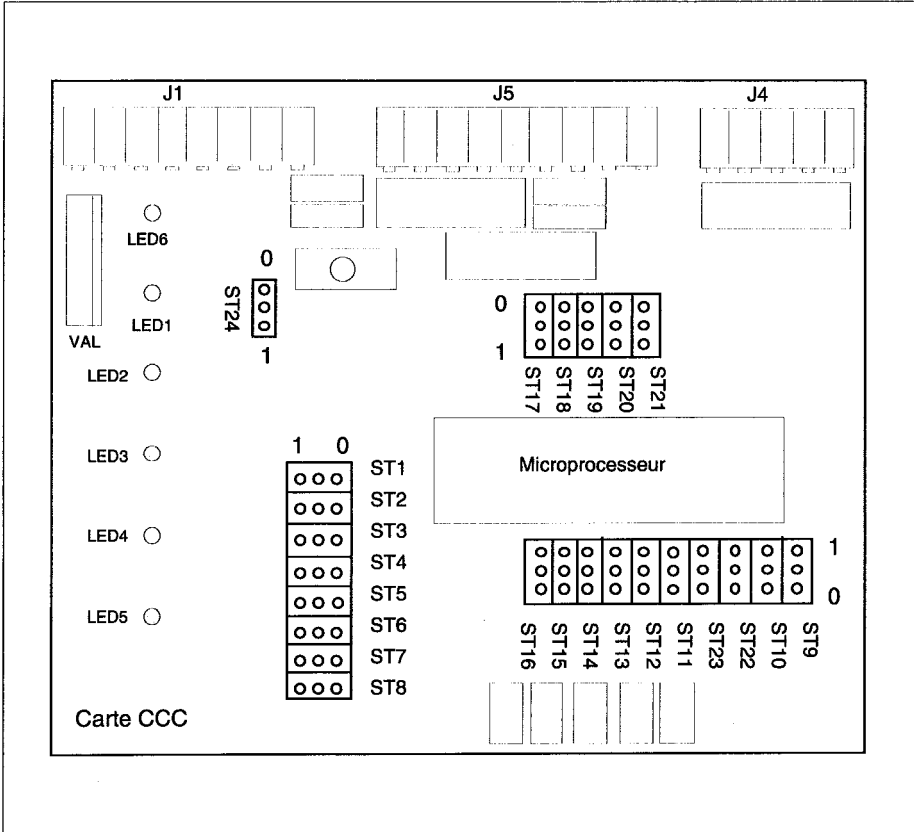 J1 J5 J4
LED6
0
ST24
1
LED1
VAL
LED2
0
1
ST17 ST18 ST19 ST20 ST21
LED3
1 0
ST1
ST2
ST3
ST4
ST5
ST6
ST7
ST8
Microprocesseur
LED4
1
0
ST16 ST15 ST14 ST13 ST12 ST11 ST23 ST22 ST10 ST9
LED5
Carte CCC